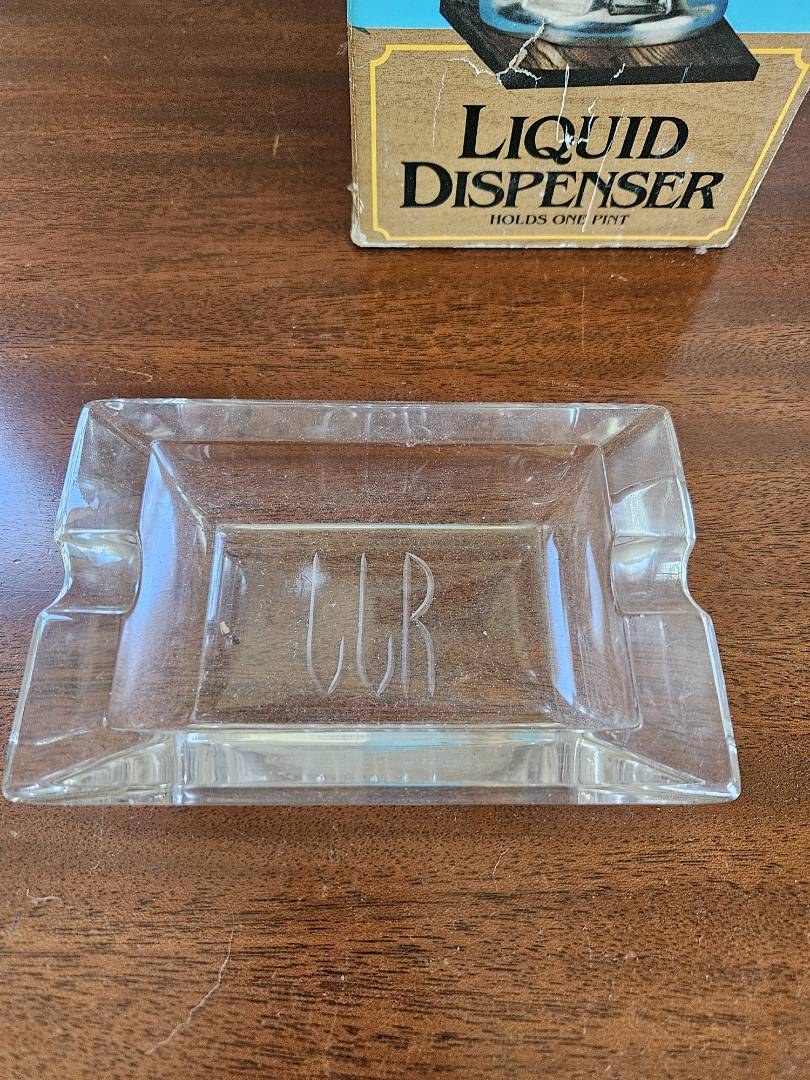 LIQUID
DISPENSER
HOLDS ONE PINT
LLR